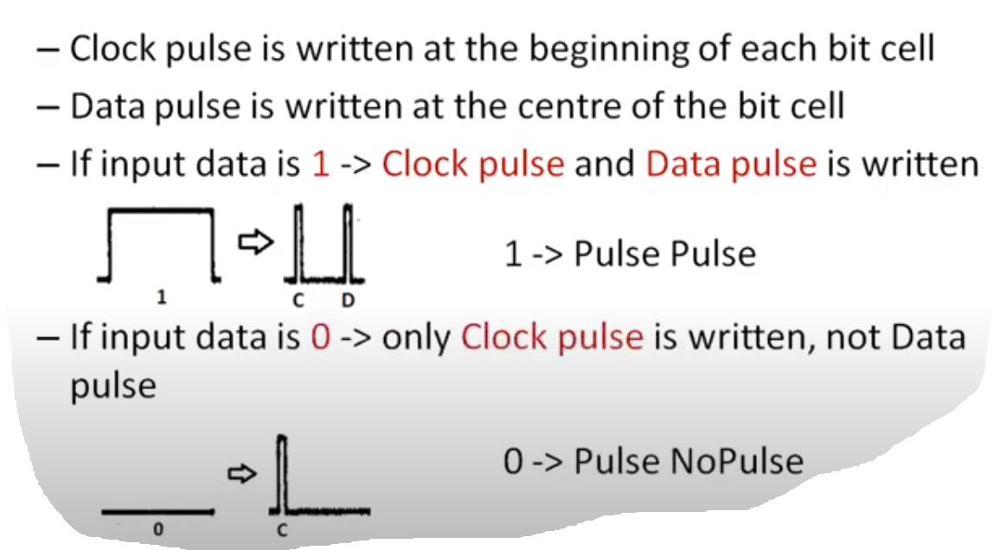 – Clock pulse is written at the beginning of each bit cell
– Data pulse is written at the centre of the bit cell
– If input data is 1 -> Clock pulse and Data pulse is written
1 -> Pulse Pulse
1
C D
– If input data is 0 -> only Clock pulse is written, not Data
pulse
0 -> Pulse NoPulse
0
C